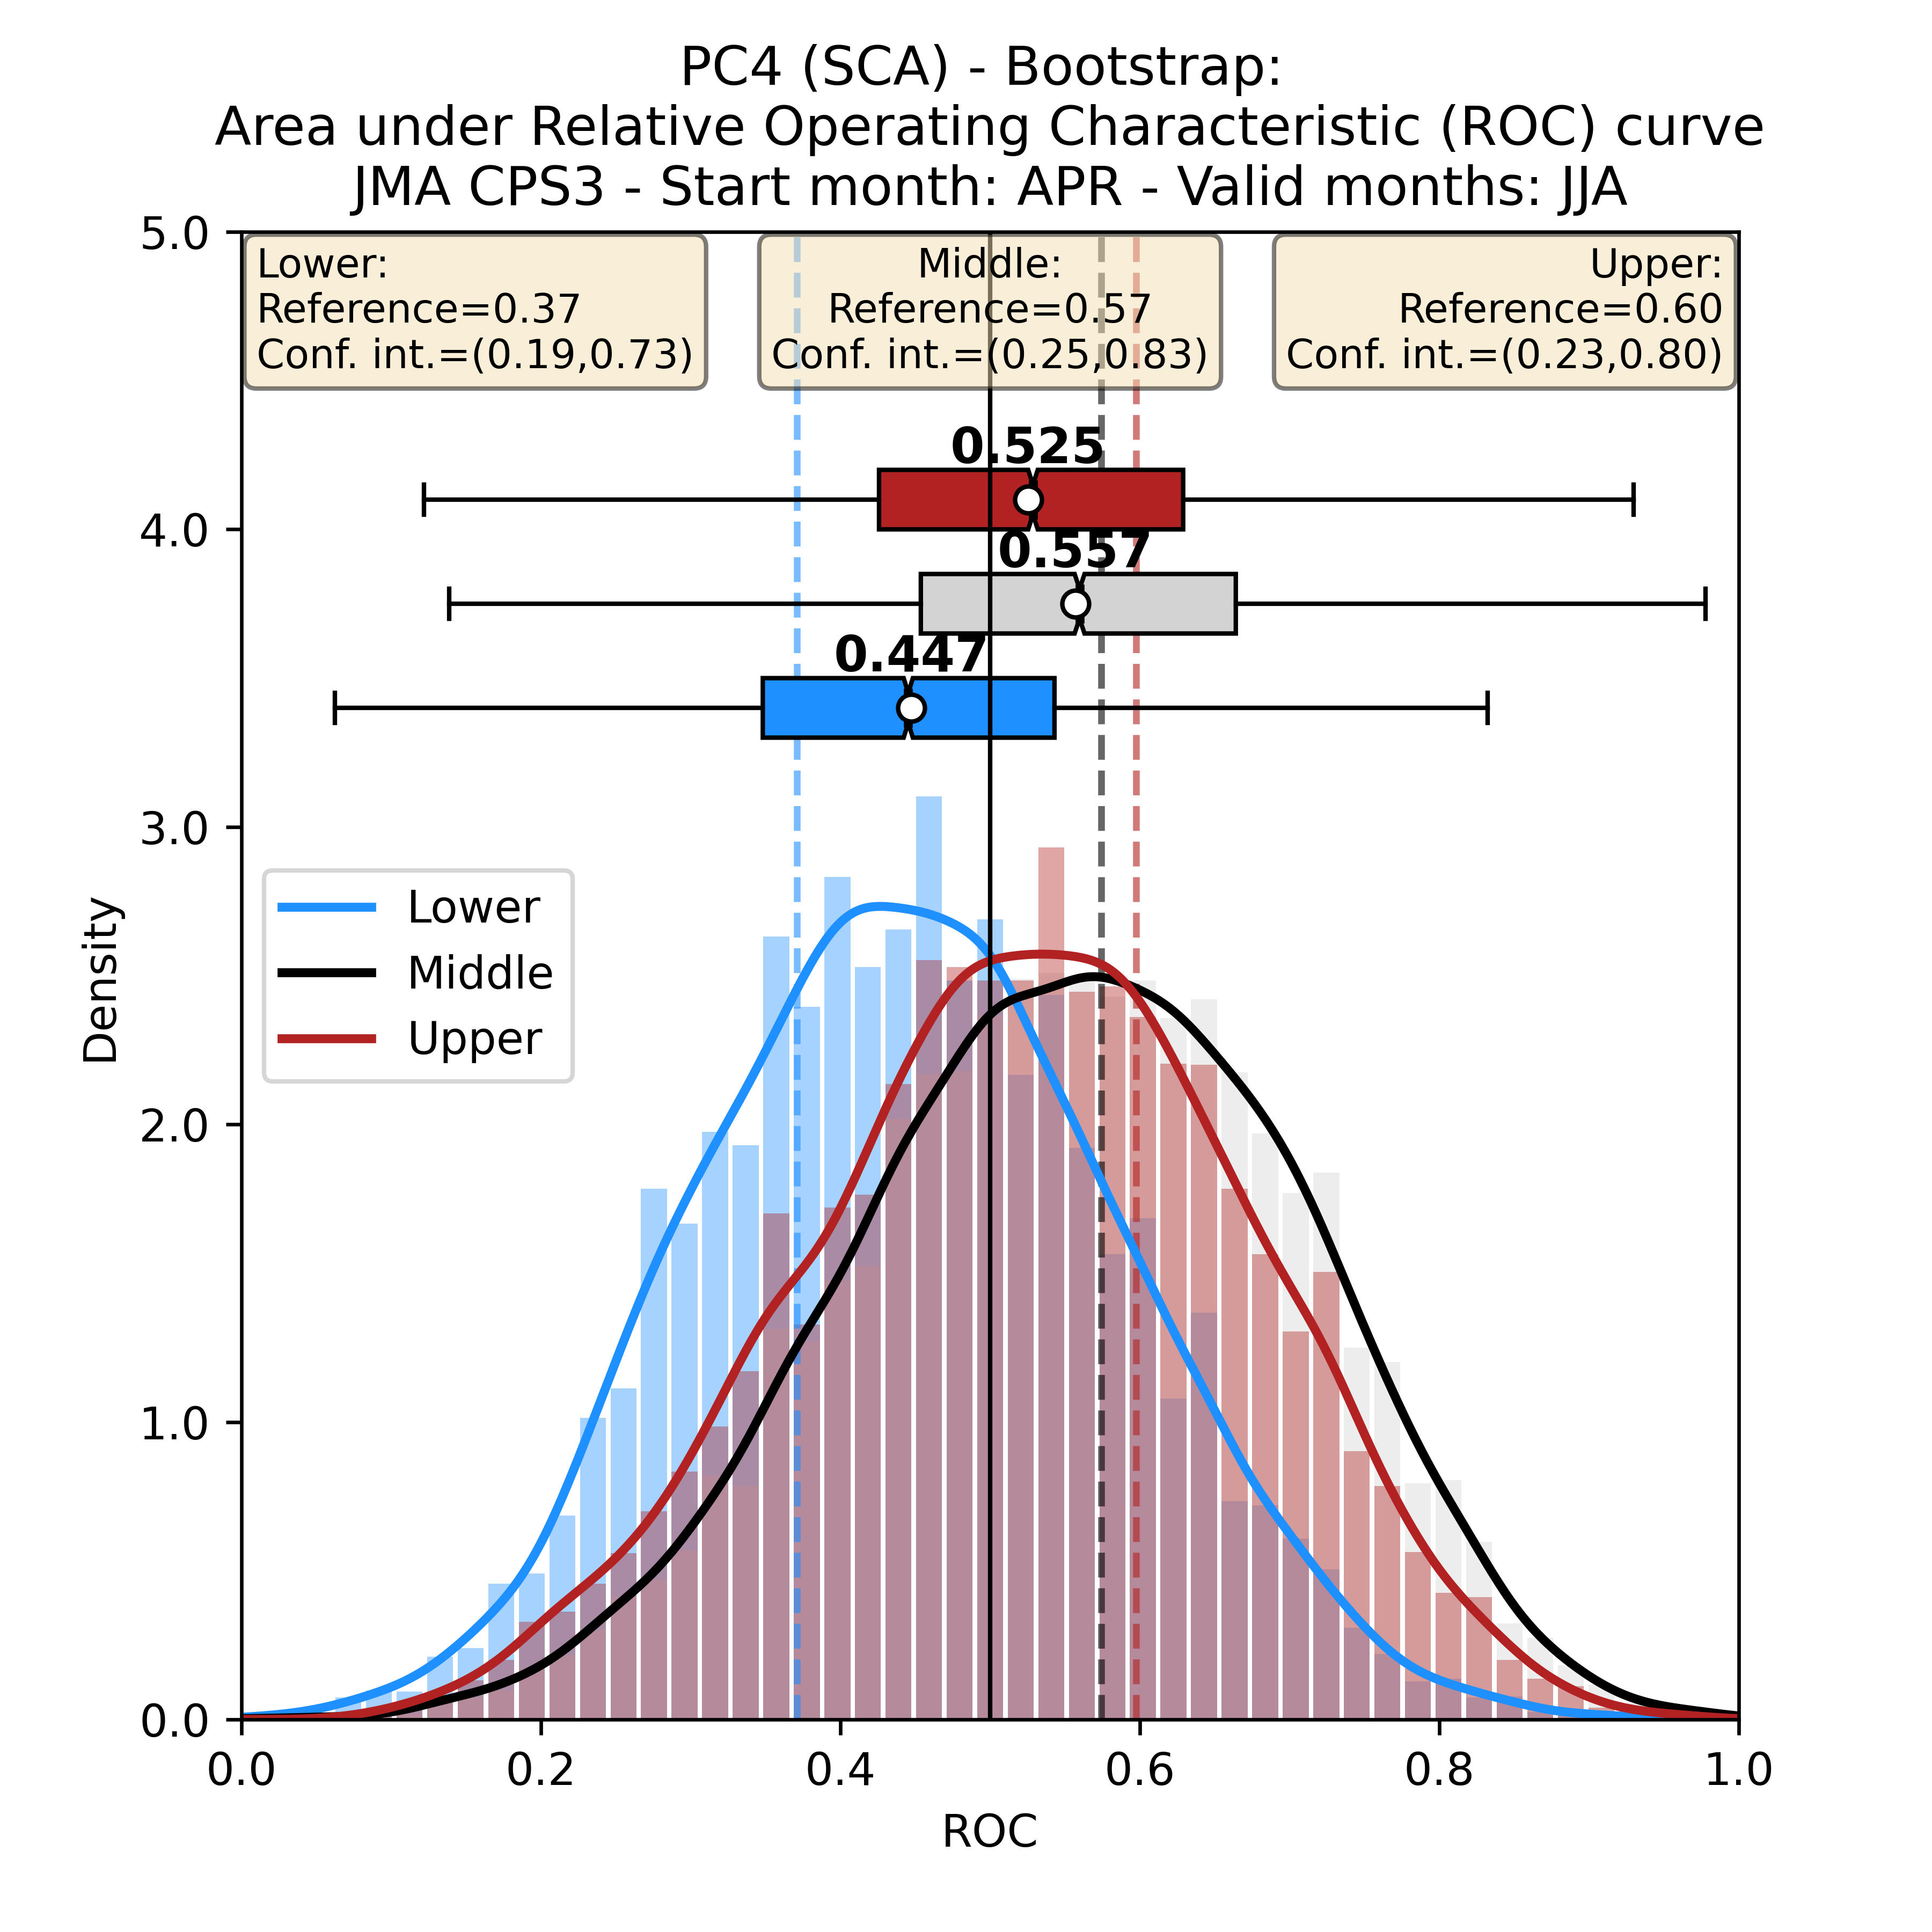 PC4 (SCA) - Bootstrap:
Area under Relative Operating Characteristic (ROC) curve
JMA CPS3 - Start month: APR - Valid months: JJA
5.0
Lower:
Reference=0.37
Conf. int.=(0.19,0.73)
Middle:
Reference=0.57
Conf. int.=(0.25,0.83)
Upper:
Reference=0.60
Conf. int.=(0.23,0.80)
0.525
4.0
0.557
0.447
3.0
Lower
Middle
Upper
Density
2.0
1.0
0.0
0.0 0.2 0.4 0.6 0.8 1.0
ROC